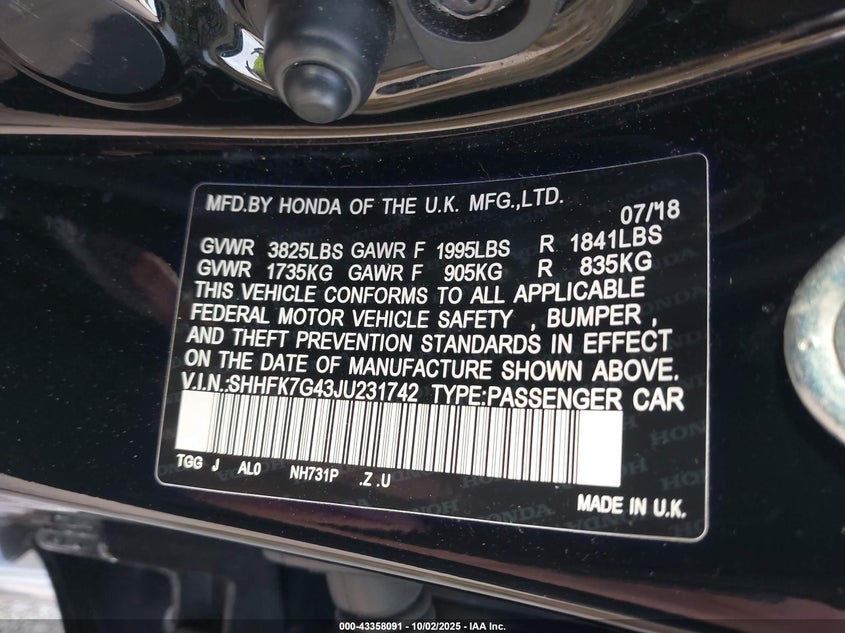 MFD.BY HONDA OF THE U.K. MFG.,LTD.
07/'18
GVWR 3825LBS GAWR F 1995LBS R 1841LBS
GVWR 1735KG GAWR F 905KG R 835KG
THIS VEHICLE CONFORMS TO ALL APPLICABLE
FEDERAL MOTOR VEHICLE SAFETY , BUMPER ,
AND THEFT PREVENTION STANDARDS IN EFFECT
ON THE DATE OF MANUFACTURE SHOWN ABOVE.
V.I.N.:SHHFK7G43JU231742 TYPE:PASSENGER CAR
TGG J AL0 NH731P .Z .U
MADE IN U.K.
000-43358091 - 10/02/2025 - IAA Inc.